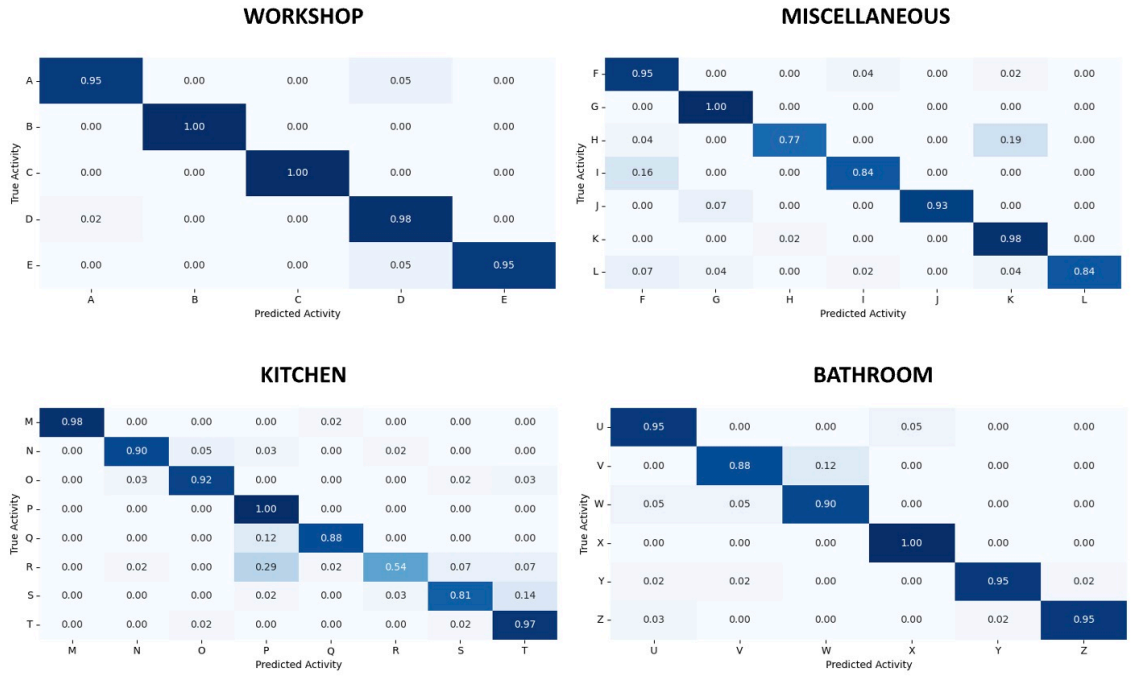 WORKSHOP
A 0.95 0.00 0.00 0.05 0.00
B 0.00 1.00 0.00 0.00 0.00
C 0.00 0.00 1.00 0.00 0.00
D 0.02 0.00 0.00 0.98 0.00
E 0.00 0.00 0.00 0.05 0.95
A B C D E
True Activity
Predicted Activity
MISCELLANEOUS
F 0.95 0.00 0.00 0.04 0.00 0.02 0.00
G 0.00 1.00 0.00 0.00 0.00 0.00 0.00
H 0.04 0.00 0.77 0.00 0.00 0.19 0.00
I 0.16 0.00 0.00 0.84 0.00 0.00 0.00
J 0.00 0.07 0.00 0.00 0.93 0.00 0.00
K 0.00 0.00 0.02 0.00 0.00 0.98 0.00
L 0.07 0.04 0.00 0.02 0.00 0.04 0.84
F G H I J K L
True Activity
Predicted Activity
KITCHEN
M 0.98 0.00 0.00 0.00 0.02 0.00 0.00 0.00
N 0.00 0.90 0.05 0.03 0.00 0.02 0.00 0.00
O 0.00 0.03 0.92 0.00 0.00 0.00 0.02 0.03
P 0.00 0.00 0.00 1.00 0.00 0.00 0.00 0.00
Q 0.00 0.00 0.00 0.12 0.88 0.00 0.00 0.00
R 0.00 0.02 0.00 0.29 0.02 0.54 0.07 0.07
S 0.00 0.00 0.00 0.02 0.00 0.03 0.81 0.14
T 0.00 0.00 0.02 0.00 0.00 0.00 0.02 0.97
M N O P Q R S T
True Activity
Predicted Activity
BATHROOM
U 0.95 0.00 0.00 0.05 0.00 0.00
V 0.00 0.88 0.12 0.00 0.00 0.00
W 0.05 0.05 0.90 0.00 0.00 0.00
X 0.00 0.00 0.00 1.00 0.00 0.00
Y 0.02 0.02 0.00 0.00 0.95 0.02
Z 0.03 0.00 0.00 0.00 0.02 0.95
U V W X Y Z
True Activity
Predicted Activity